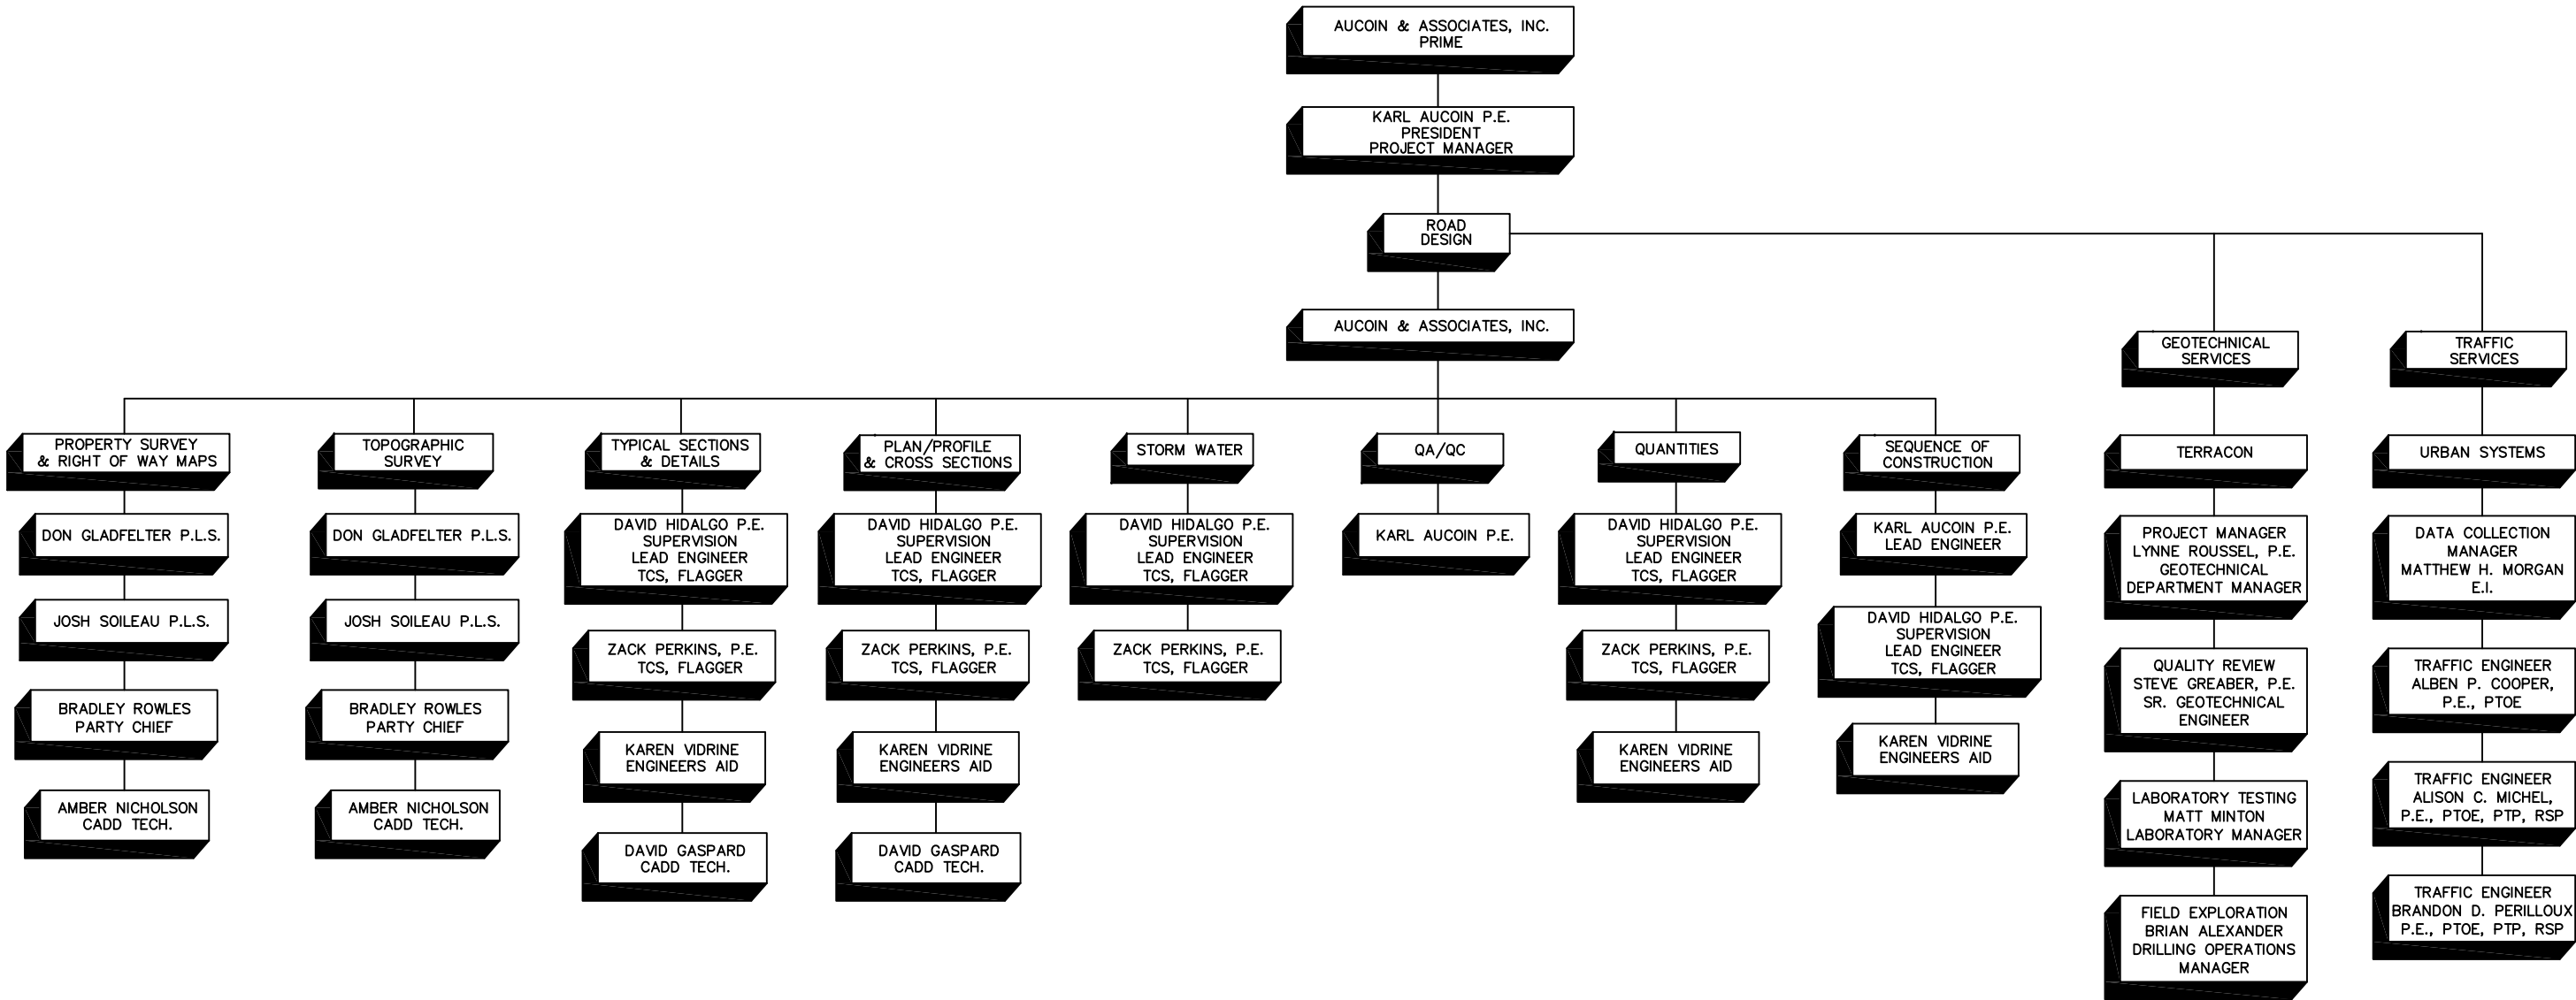 AUCOIN & ASSOCIATES, INC.
PRIME
KARL AUCOIN P.E.
PRESIDENT
PROJECT MANAGER
ROAD
DESIGN
AUCOIN & ASSOCIATES, INC.
PROPERTY SURVEY
& RIGHT OF WAY MAPS
DON GLADFELTER P.L.S.
JOSH SOILEAU P.L.S.
BRADLEY ROWLES
PARTY CHIEF
AMBER NICHOLSON
CADD TECH.
TOPOGRAPHIC
SURVEY
DON GLADFELTER P.L.S.
JOSH SOILEAU P.L.S.
BRADLEY ROWLES
PARTY CHIEF
AMBER NICHOLSON
CADD TECH.
TYPICAL SECTIONS
& DETAILS
DAVID HIDALGO P.E.
SUPERVISION
LEAD ENGINEER
TCS, FLAGGER
ZACK PERKINS, P.E.
TCS, FLAGGER
KAREN VIDRINE
ENGINEERS AID
DAVID GASPARD
CADD TECH.
PLAN/PROFILE
& CROSS SECTIONS
DAVID HIDALGO P.E.
SUPERVISION
LEAD ENGINEER
TCS, FLAGGER
ZACK PERKINS, P.E.
TCS, FLAGGER
KAREN VIDRINE
ENGINEERS AID
DAVID GASPARD
CADD TECH.
STORM WATER
DAVID HIDALGO P.E.
SUPERVISION
LEAD ENGINEER
TCS, FLAGGER
ZACK PERKINS, P.E.
TCS, FLAGGER
QA/QC
KARL AUCOIN P.E.
QUANTITIES
DAVID HIDALGO P.E.
SUPERVISION
LEAD ENGINEER
TCS, FLAGGER
ZACK PERKINS, P.E.
TCS, FLAGGER
KAREN VIDRINE
ENGINEERS AID
SEQUENCE OF
CONSTRUCTION
KARL AUCOIN P.E.
LEAD ENGINEER
DAVID HIDALGO P.E.
SUPERVISION
LEAD ENGINEER
TCS, FLAGGER
KAREN VIDRINE
ENGINEERS AID
GEOTECHNICAL
SERVICES
TERRACON
PROJECT MANAGER
LYNNE ROUSSEL, P.E.
GEOTECHNICAL
DEPARTMENT MANAGER
QUALITY REVIEW
STEVE GREABER, P.E.
SR. GEOTECHNICAL
ENGINEER
LABORATORY TESTING
MATT MINTON
LABORATORY MANAGER
FIELD EXPLORATION
BRIAN ALEXANDER
DRILLING OPERATIONS
MANAGER
TRAFFIC
SERVICES
URBAN SYSTEMS
DATA COLLECTION
MANAGER
MATTHEW H. MORGAN
E.I.
TRAFFIC ENGINEER
ALBEN P. COOPER,
P.E., PTOE
TRAFFIC ENGINEER
ALISON C. MICHEL,
P.E., PTOE, PTP, RSP
TRAFFIC ENGINEER
BRANDON D. PERILLOUX
P.E., PTOE, PTP, RSP